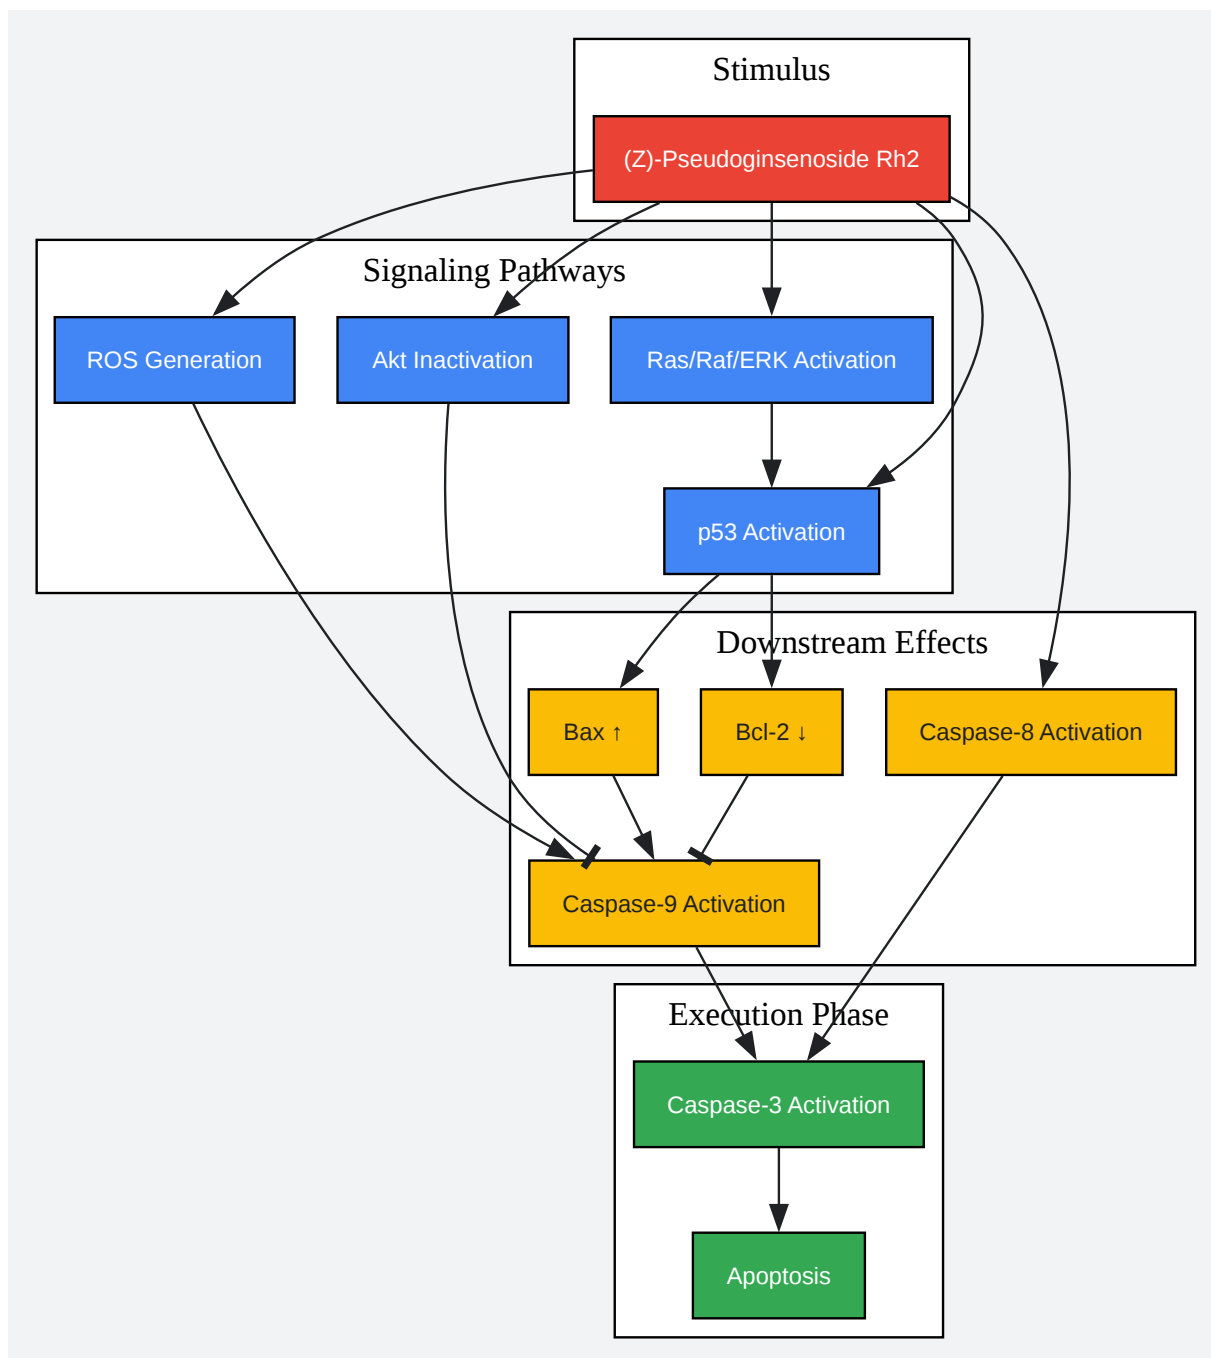 Stimulus
(Z)-Pseudoginsenoside Rh2
Signaling Pathways
ROS Generation
Akt Inactivation
Ras/Raf/ERK Activation
p53 Activation
Downstream Effects
Bax ↑
Bcl-2 ↓
Caspase-8 Activation
Caspase-9 Activation
Execution Phase
Caspase-3 Activation
Apoptosis